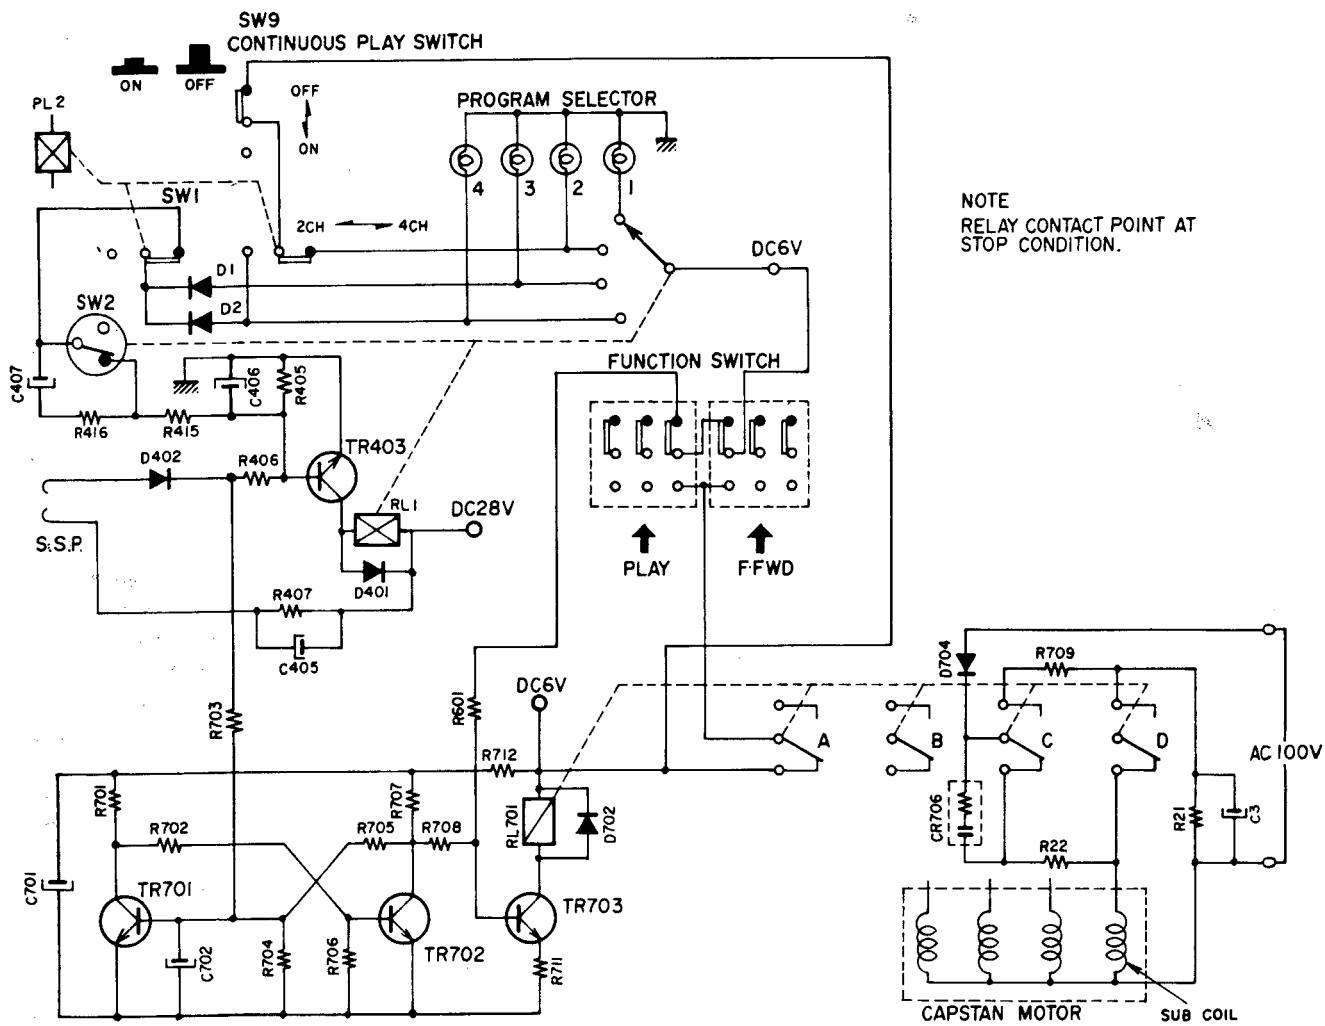 SW9
CONTINUOUS PLAY SWITCH
ON
OFF
PL2
OFF
ON
PROGRAM SELECTOR
4
3
2
1
SW1
2CH
4CH
NOTE
RELAY CONTACT POINT AT
STOP CONDITION.
DC6V
D1
D2
SW2
FUNCTION SWITCH
C407
C406
R405
R416
R415
TR403
D402
R406
RL1
DC28V
S.S.P.
PLAY
F·FWD
D401
R407
C405
D704
R709
DC6V
R703
R601
R712
A
B
C
D
AC 100V
R701
R707
RL701
D702
CR706
R21
C3
R702
R705
R708
R22
C701
TR701
TR703
C702
R704
R706
TR702
R711
CAPSTAN MOTOR
SUB COIL